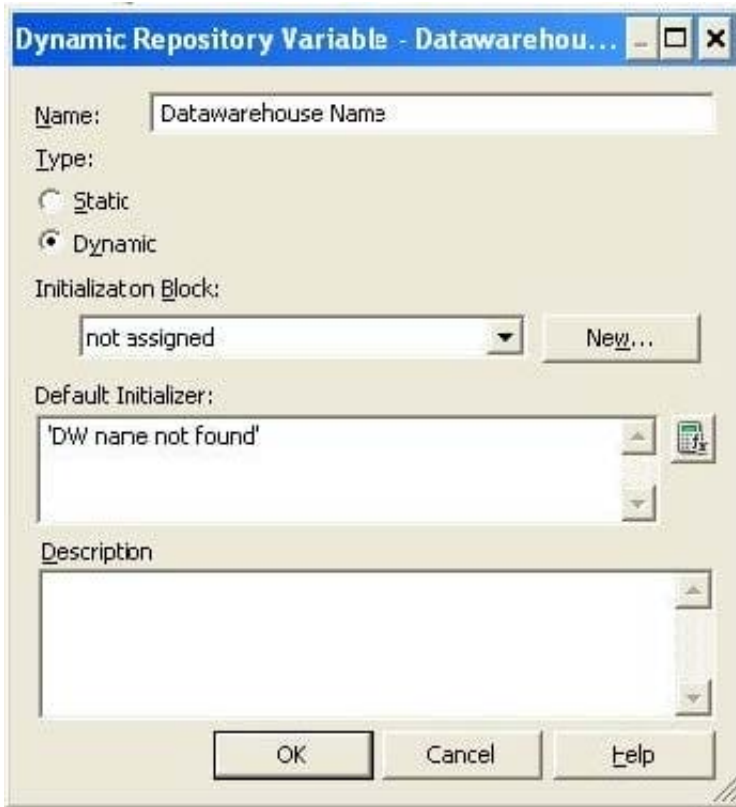 Dynamic Repository Variable - Datawarehou...
Name: Datawarehouse Name
Type:
Static
Dynamic
Initializaton Block:
not assigned New...
Default Initializer:
'DW name not found'
Description
OK Cancel Help